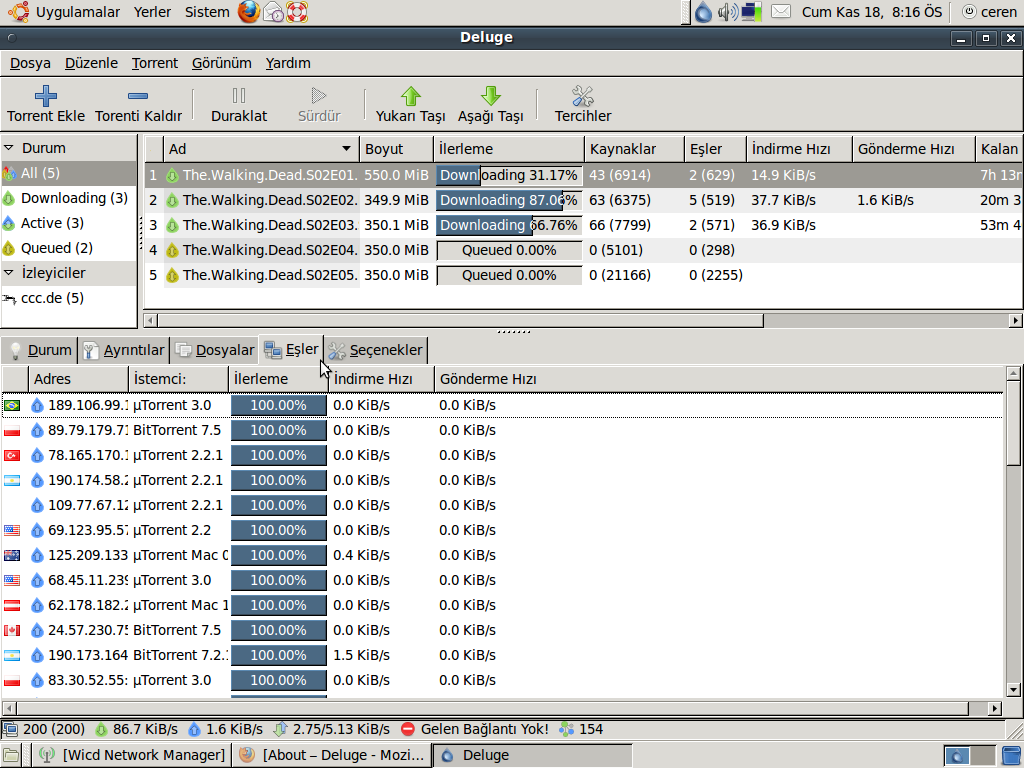 Uygulamalar Yerler Sistem Cum Kas 18, 8:16 ÖS ceren
Deluge
Dosya Düzenle Torrent Görünüm Yardım
Torrent Ekle Torenti Kaldır Duraklat Sürdür Yukarı Taşı Aşağı Taşı Tercihler
Durum
All (5)
Downloading (3)
Active (3)
Queued (2)
İzleyiciler
ccc.de (5)
Ad Boyut İlerleme Kaynaklar Eşler İndirme Hızı Gönderme Hızı Kalan
1 The.Walking.Dead.S02E01. 550.0 MiB Downloading 31.17% 43 (6914) 2 (629) 14.9 KiB/s 7h 13m
2 The.Walking.Dead.S02E02. 349.9 MiB Downloading 87.06% 63 (6375) 5 (519) 37.7 KiB/s 1.6 KiB/s 20m 3
3 The.Walking.Dead.S02E03. 350.1 MiB Downloading 66.76% 66 (7799) 2 (571) 36.9 KiB/s 53m 4
4 The.Walking.Dead.S02E04. 350.0 MiB Queued 0.00% 0 (5101) 0 (298)
5 The.Walking.Dead.S02E05. 350.0 MiB Queued 0.00% 0 (21166) 0 (2255)
Durum Ayrıntılar Dosyalar Eşler Seçenekler
Adres İstemci: İlerleme İndirme Hızı Gönderme Hızı
189.106.99.1 µTorrent 3.0 100.00% 0.0 KiB/s 0.0 KiB/s
89.79.179.71 BitTorrent 7.5 100.00% 0.0 KiB/s 0.0 KiB/s
78.165.170.1 µTorrent 2.2.1 100.00% 0.0 KiB/s 0.0 KiB/s
190.174.58.2 µTorrent 2.2.1 100.00% 0.0 KiB/s 0.0 KiB/s
109.77.67.12 µTorrent 2.2.1 100.00% 0.0 KiB/s 0.0 KiB/s
69.123.95.57 µTorrent 2.2 100.00% 0.0 KiB/s 0.0 KiB/s
125.209.133 µTorrent Mac 0 100.00% 0.4 KiB/s 0.0 KiB/s
68.45.11.239 µTorrent 3.0 100.00% 0.0 KiB/s 0.0 KiB/s
62.178.182.2 µTorrent Mac 1 100.00% 0.0 KiB/s 0.0 KiB/s
24.57.230.75 BitTorrent 7.5 100.00% 0.0 KiB/s 0.0 KiB/s
190.173.164 BitTorrent 7.2. 100.00% 1.5 KiB/s 0.0 KiB/s
83.30.52.55: µTorrent 3.0 100.00% 0.0 KiB/s 0.0 KiB/s
200 (200) 86.7 KiB/s 1.6 KiB/s 2.75/5.13 KiB/s Gelen Bağlantı Yok! 154
[Wicd Network Manager] [About – Deluge - Mozi... Deluge